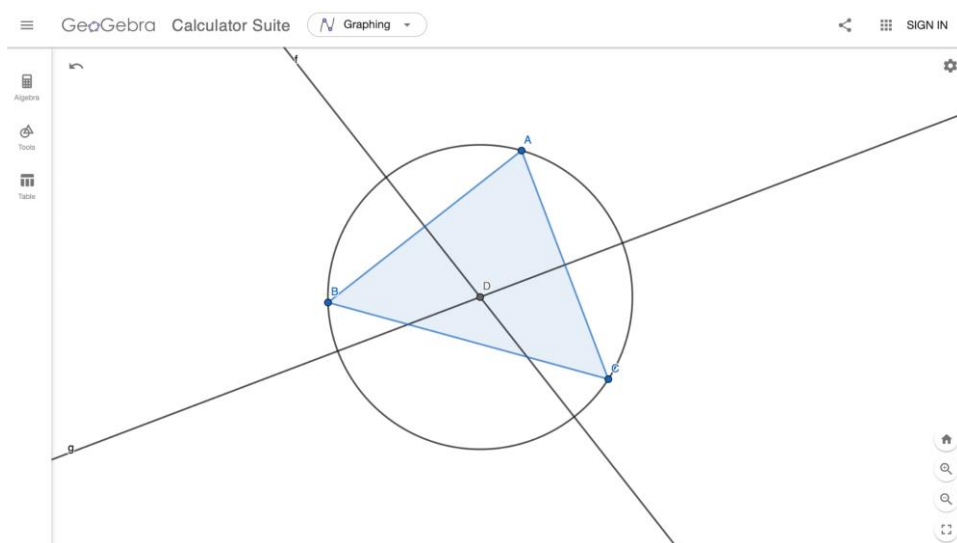 GeoGebra Calculator Suite Graphing SIGN IN
f
Algebra
A
Tools
Table
D
B
C
g